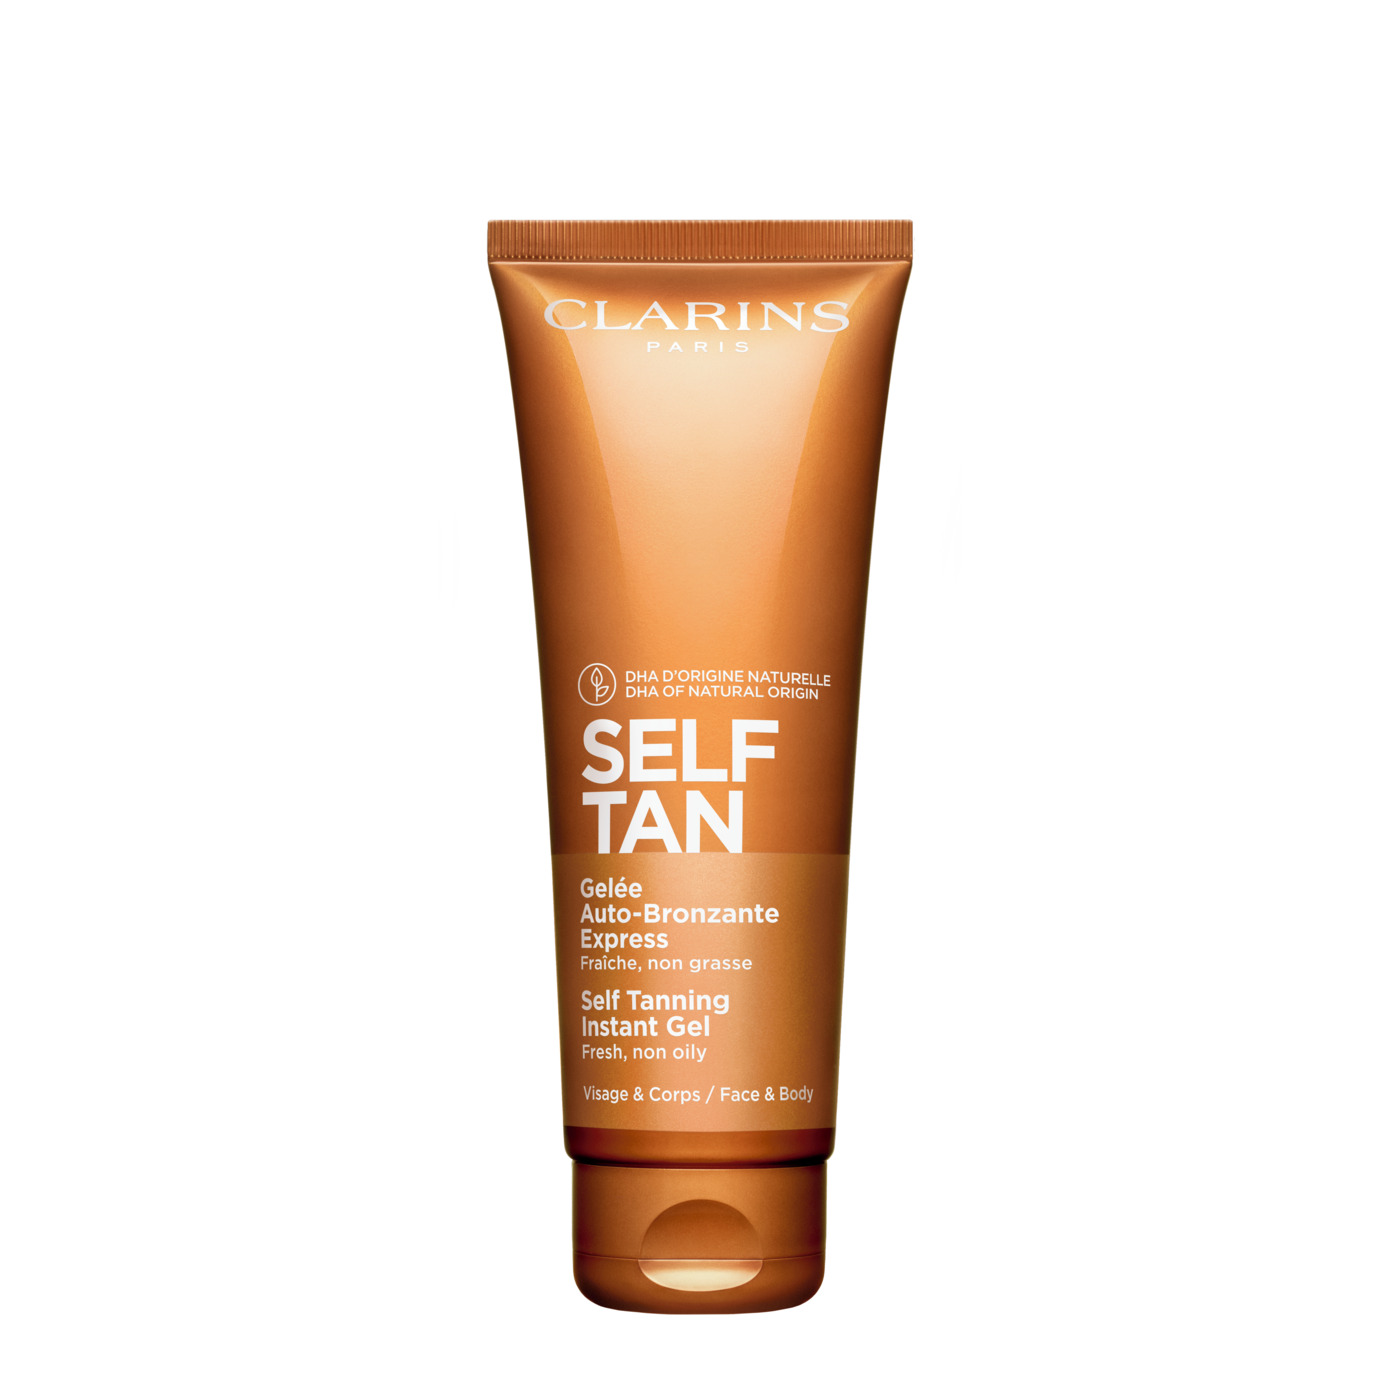 CLARINS
PARIS
DHA D'ORIGINE NATURELLE
DHA OF NATURAL ORIGIN
SELF
TAN
Gelée
Auto-Bronzante
Express
Fraîche, non grasse
Self Tanning
Instant Gel
Fresh, non oily
Visage & Corps / Face & Body